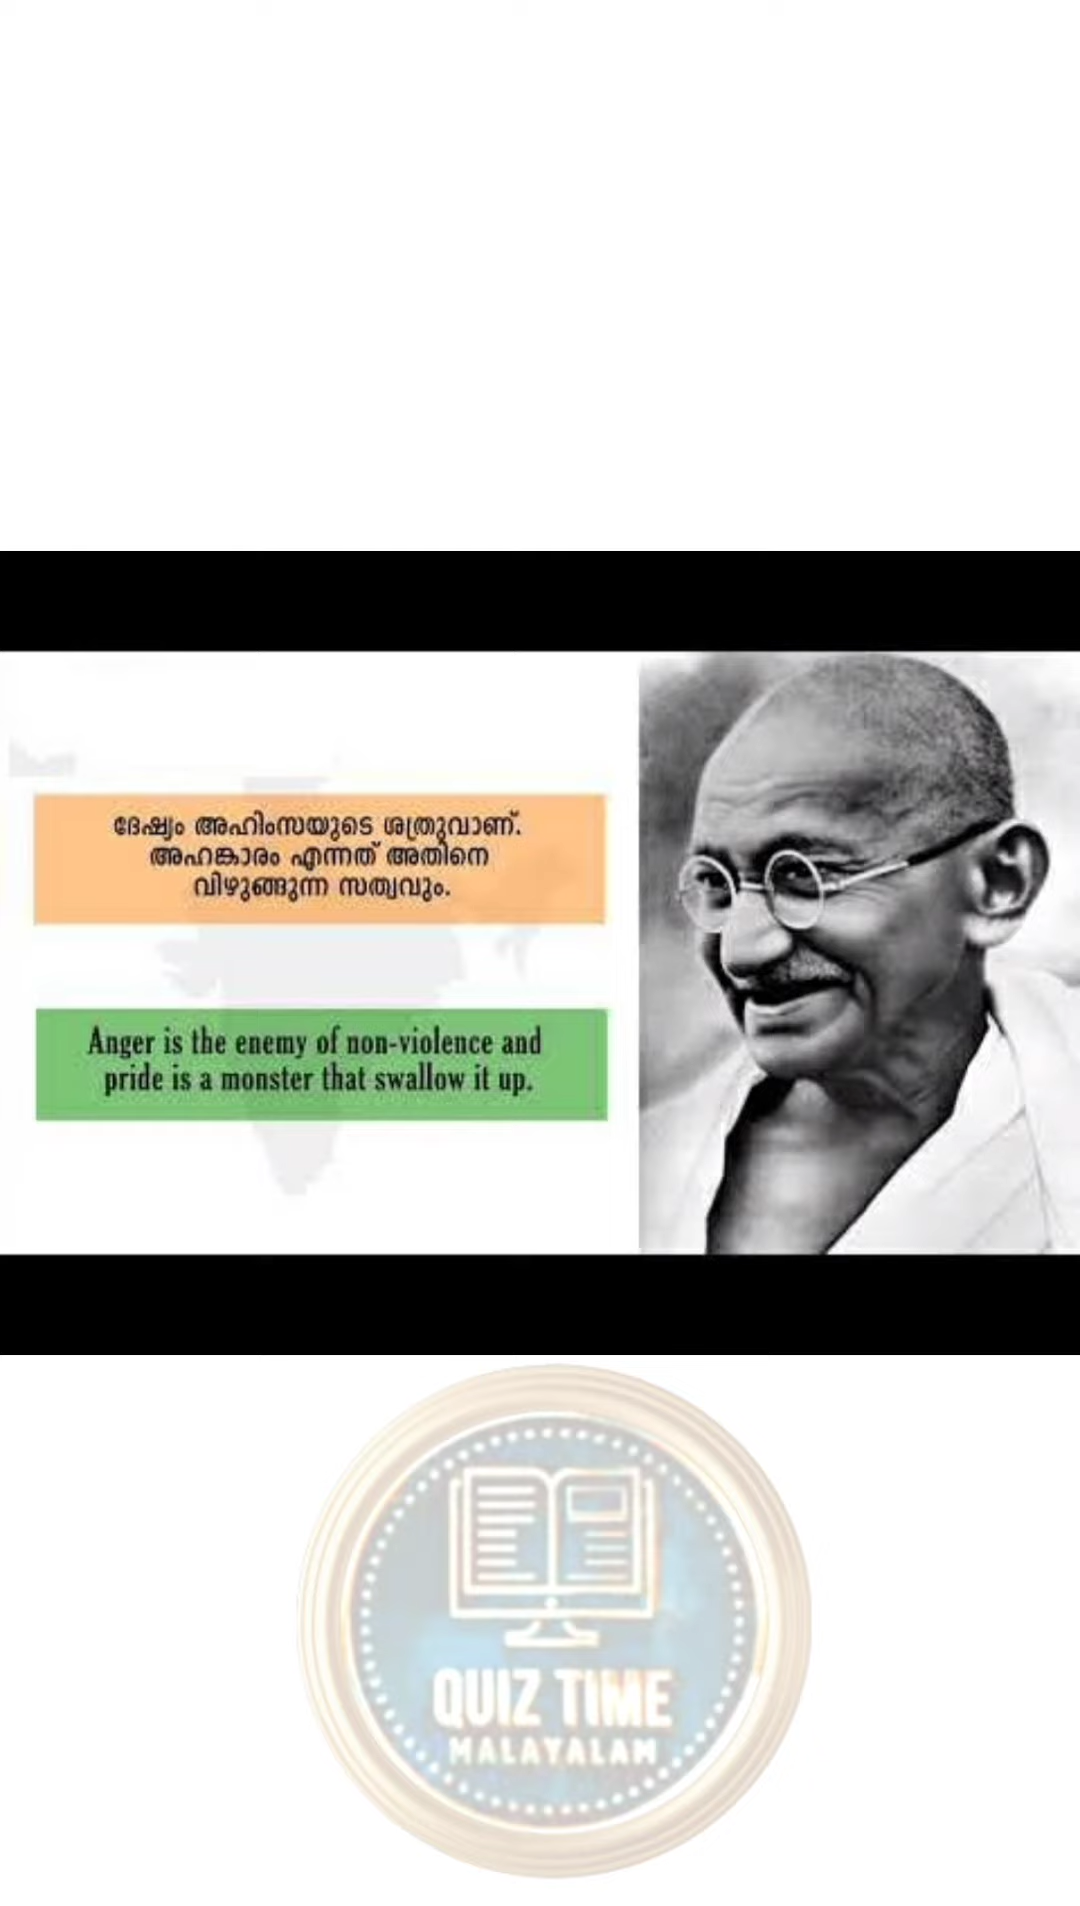 ദേഷ്യം അഹിംസയുടെ ശത്രുവാണ്.
അഹങ്കാരം എന്നത് അതിനെ
വിഴുങ്ങുന്ന സത്വവും.
Anger is the enemy of non-violence and
pride is a monster that swallow it up.
QUIZ TIME
MALAYALAM